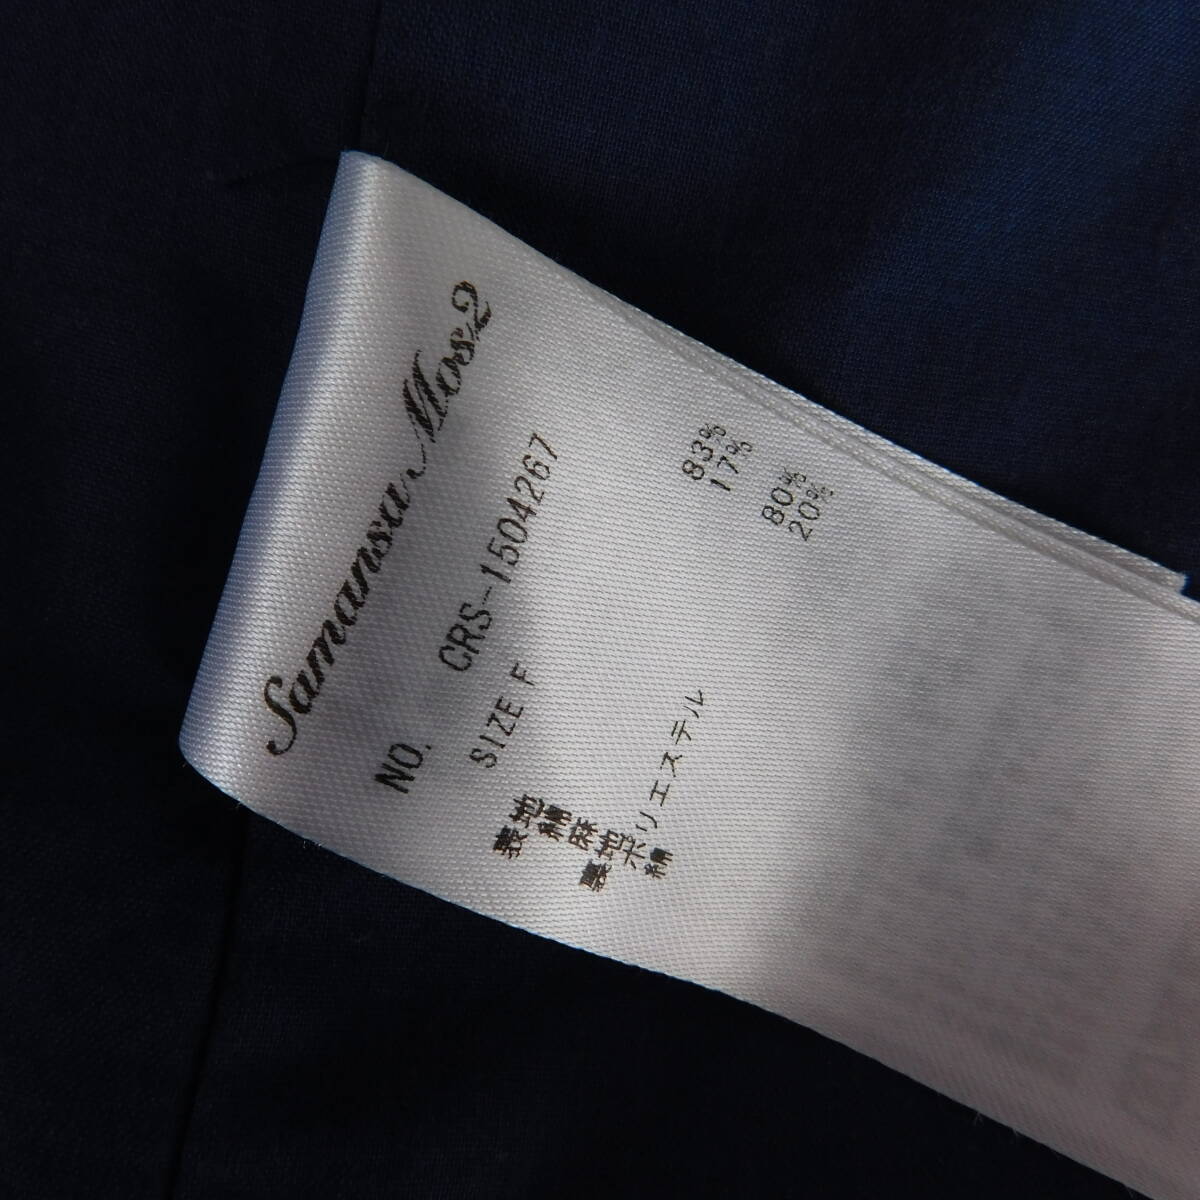 Samansa Mos2
NO. CRS-1504267
SIZE F
表地
綿 83%
麻 17%
裏地
ポリエステル 80%
綿 20%